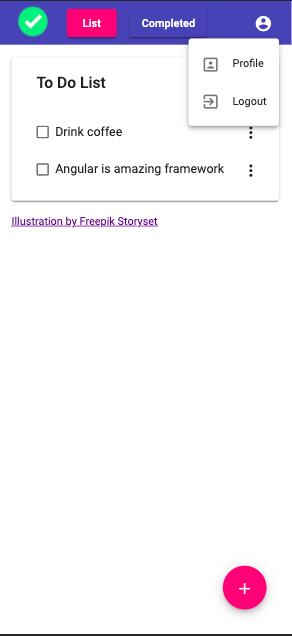 List
Completed
Profile
Logout
To Do List
Drink coffee
Angular is amazing framework
Illustration by Freepik Storyset